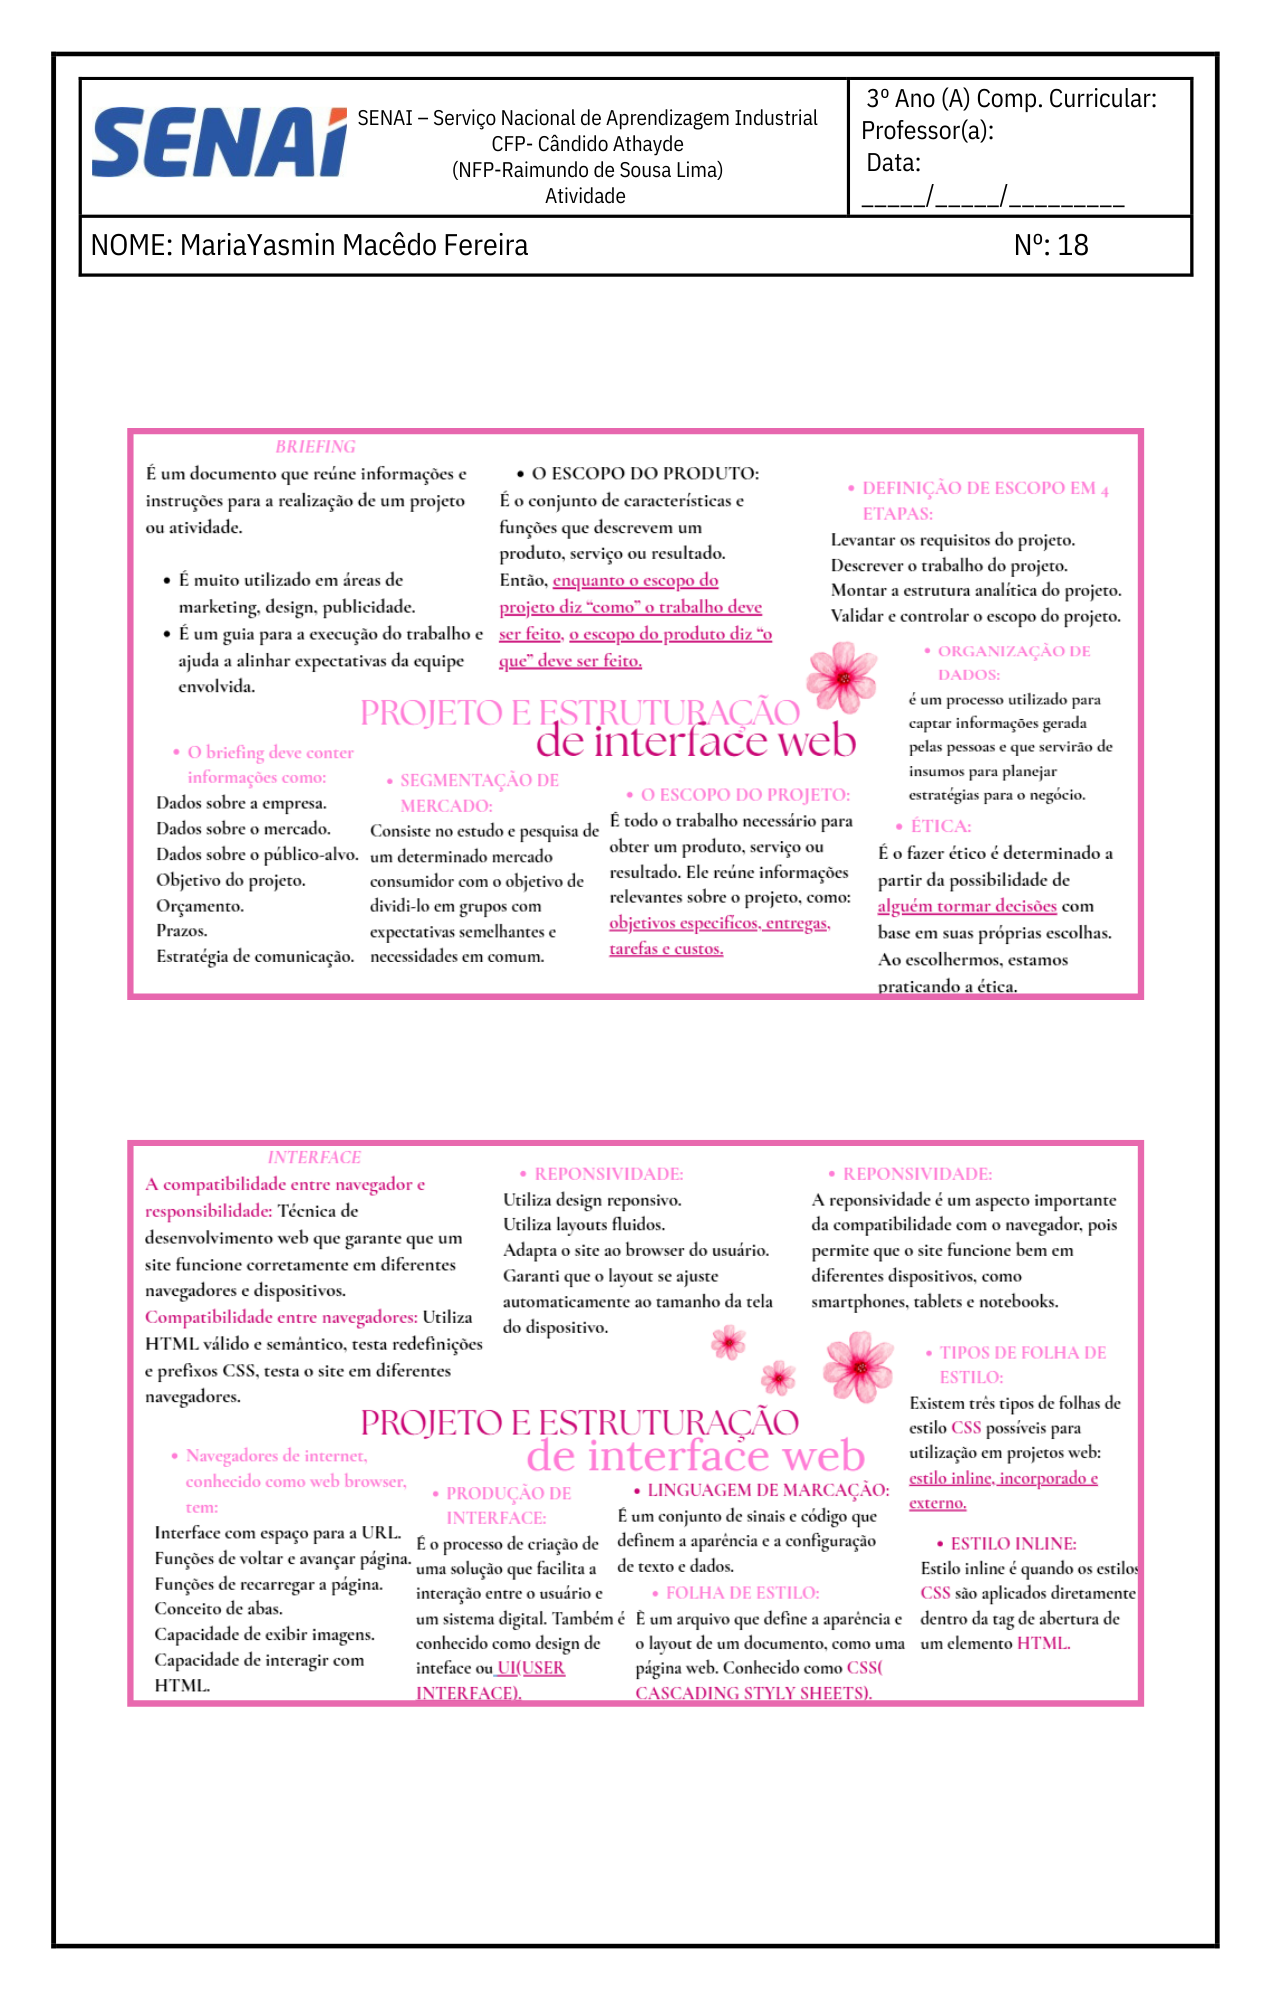 SENAI
SENAI – Serviço Nacional de Aprendizagem Industrial
CFP- Cândido Athayde
(NFP-Raimundo de Sousa Lima)
Atividade
3º Ano (A) Comp. Curricular:
Professor(a):
Data:
_____/_____/_________
NOME: MariaYasmin Macêdo Fereira Nº: 18
BRIEFING
É um documento que reúne informações e
instruções para a realização de um projeto
ou atividade.
• É muito utilizado em áreas de
marketing, design, publicidade.
• É um guia para a execução do trabalho e
ajuda a alinhar expectativas da equipe
envolvida.
• O ESCOPO DO PRODUTO:
É o conjunto de características e
funções que descrevem um
produto, serviço ou resultado.
Então, enquanto o escopo do
projeto diz “como” o trabalho deve
ser feito, o escopo do produto diz “o
que” deve ser feito.
• DEFINIÇÃO DE ESCOPO EM 4
ETAPAS:
Levantar os requisitos do projeto.
Descrever o trabalho do projeto.
Montar a estrutura analítica do projeto.
Validar e controlar o escopo do projeto.
• ORGANIZAÇÃO DE
DADOS:
é um processo utilizado para
captar informações gerada
pelas pessoas e que servirão de
insumos para planejar
estratégias para o negócio.
PROJETO E ESTRUTURAÇÃO
de interface web
• O briefing deve conter
informações como:
Dados sobre a empresa.
Dados sobre o mercado.
Dados sobre o público-alvo.
Objetivo do projeto.
Orçamento.
Prazos.
Estratégia de comunicação.
• SEGMENTAÇÃO DE
MERCADO:
Consiste no estudo e pesquisa de
um determinado mercado
consumidor com o objetivo de
dividi-lo em grupos com
expectativas semelhantes e
necessidades em comum.
• O ESCOPO DO PROJETO:
É todo o trabalho necessário para
obter um produto, serviço ou
resultado. Ele reúne informações
relevantes sobre o projeto, como:
objetivos específicos, entregas,
tarefas e custos.
• ÉTICA:
É o fazer ético é determinado a
partir da possibilidade de
alguém tormar decisões com
base em suas próprias escolhas.
Ao escolhermos, estamos
praticando a ética.
INTERFACE
A compatibilidade entre navegador e
responsibilidade: Técnica de
desenvolvimento web que garante que um
site funcione corretamente em diferentes
navegadores e dispositivos.
Compatibilidade entre navegadores: Utiliza
HTML válido e semântico, testa redefinições
e prefixos CSS, testa o site em diferentes
navegadores.
• REPONSIVIDADE:
Utiliza design reponsivo.
Utiliza layouts fluidos.
Adapta o site ao browser do usuário.
Garanti que o layout se ajuste
automaticamente ao tamanho da tela
do dispositivo.
• REPONSIVIDADE:
A reponsividade é um aspecto importante
da compatibilidade com o navegador, pois
permite que o site funcione bem em
diferentes dispositivos, como
smartphones, tablets e notebooks.
• TIPOS DE FOLHA DE
ESTILO:
Existem três tipos de folhas de
estilo CSS possíveis para
utilização em projetos web:
estilo inline, incorporado e
externo.
PROJETO E ESTRUTURAÇÃO
de interface web
• Navegadores de internet,
conhecido como web browser,
tem:
Interface com espaço para a URL.
Funções de voltar e avançar página.
Funções de recarregar a página.
Conceito de abas.
Capacidade de exibir imagens.
Capacidade de interagir com
HTML.
• PRODUÇÃO DE
INTERFACE:
É o processo de criação de
uma solução que facilita a
interação entre o usuário e
um sistema digital. Também é
conhecido como design de
inteface ou UI(USER
INTERFACE).
• LINGUAGEM DE MARCAÇÃO:
É um conjunto de sinais e código que
definem a aparência e a configuração
de texto e dados.
• FOLHA DE ESTILO:
È um arquivo que define a aparência e
o layout de um documento, como uma
página web. Conhecido como CSS(
CASCADING STYLY SHEETS).
• ESTILO INLINE:
Estilo inline é quando os estilos
CSS são aplicados diretamente
dentro da tag de abertura de
um elemento HTML.